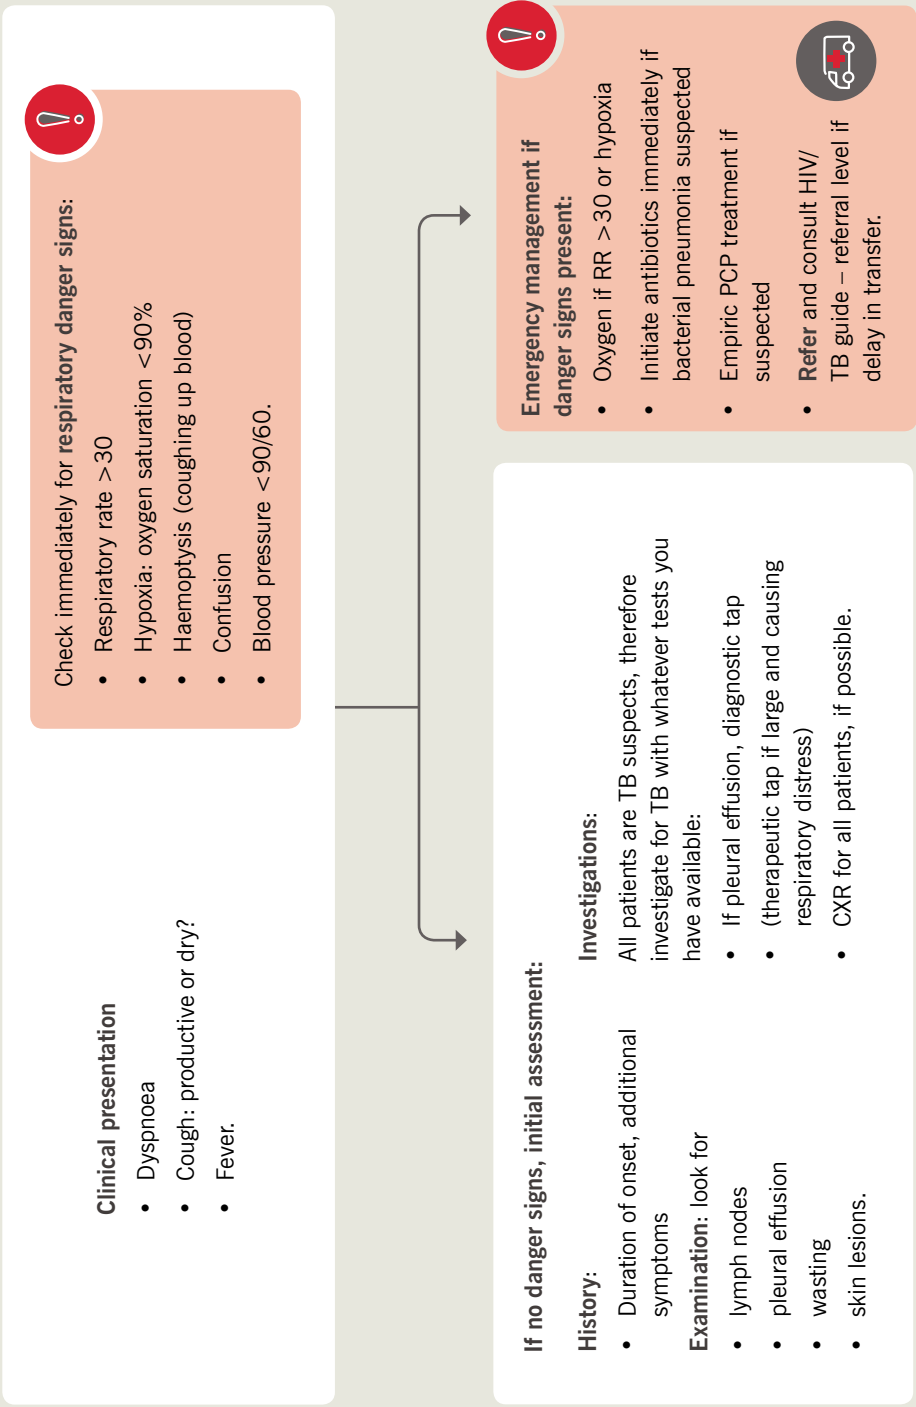 Clinical presentation
• Dyspnoea
• Cough: productive or dry?
• Fever.
Check immediately for respiratory danger signs:
• Respiratory rate >30
• Hypoxia: oxygen saturation <90%
• Haemoptysis (coughing up blood)
• Confusion
• Blood pressure <90/60.
If no danger signs, initial assessment:
History:
• Duration of onset, additional
symptoms
Examination: look for
• lymph nodes
• pleural effusion
• wasting
• skin lesions.
Investigations:
All patients are TB suspects, therefore
investigate for TB with whatever tests you
have available:
• If pleural effusion, diagnostic tap
• (therapeutic tap if large and causing
respiratory distress)
• CXR for all patients, if possible.
Emergency management if
danger signs present:
• Oxygen if RR >30 or hypoxia
• Initiate antibiotics immediately if
bacterial pneumonia suspected
• Empiric PCP treatment if
suspected
• Refer and consult HIV/
TB guide – referral level if
delay in transfer.